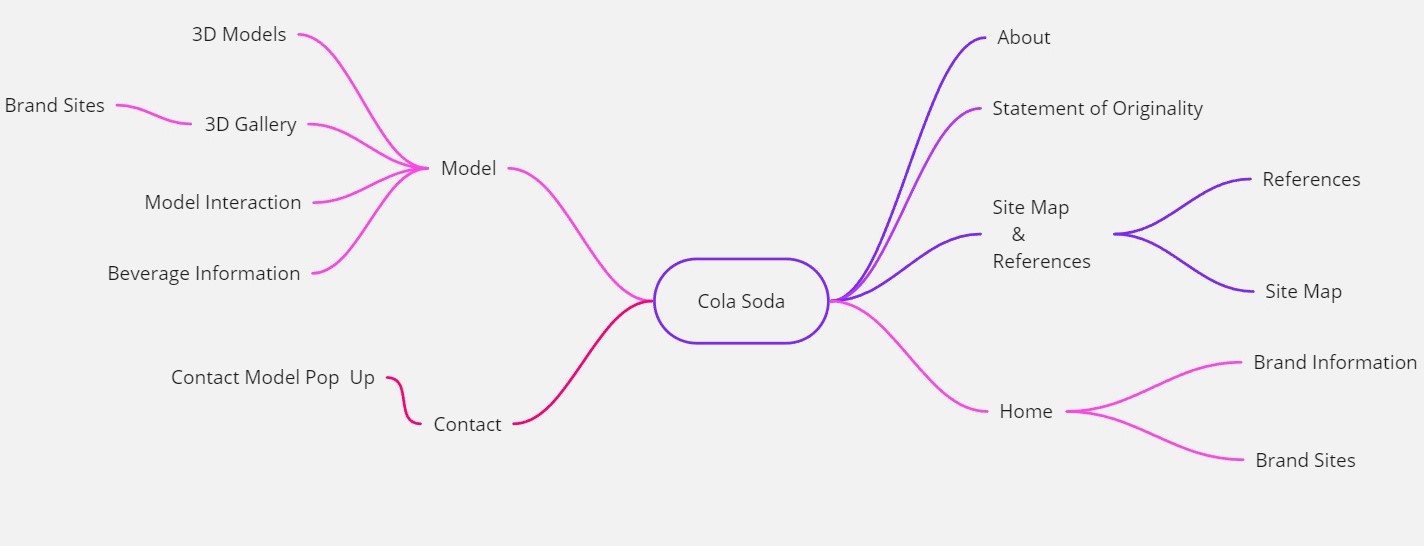 3D Models
Brand Sites
3D Gallery
Model
Model Interaction
Beverage Information
Contact Model Pop  Up
Contact
Cola Soda
About
Statement of Originality
Site Map
&
References
References
Site Map
Home
Brand Information
Brand Sites